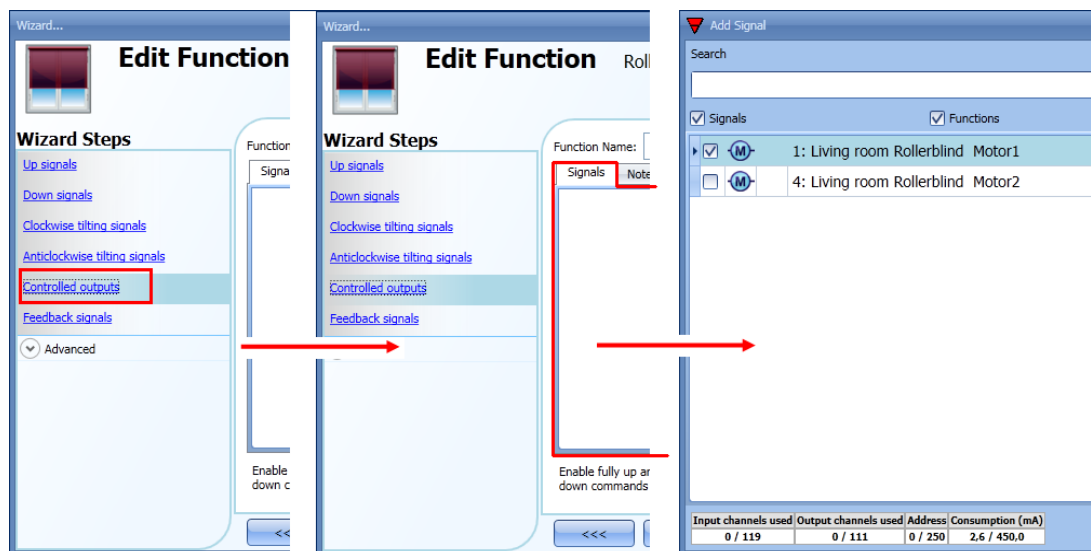 Wizard...
Edit Function
Wizard Steps
Up signals
Down signals
Clockwise tilting signals
Anticlockwise tilting signals
Controlled outputs
Feedback signals
Advanced
Function
Signa
Enable
down c
<<
Wizard...
Edit Function Roll
Wizard Steps
Up signals
Down signals
Clockwise tilting signals
Anticlockwise tilting signals
Controlled outputs
Feedback signals
Function Name:
Signals Note
Enable fully up an
down commands
<<<
Add Signal
Search
Signals Functions
M 1: Living room Rollerblind Motor1
M 4: Living room Rollerblind Motor2
Input channels used Output channels used Address Consumption (mA)
0 / 119 0 / 111 0 / 250 2,6 / 450,0